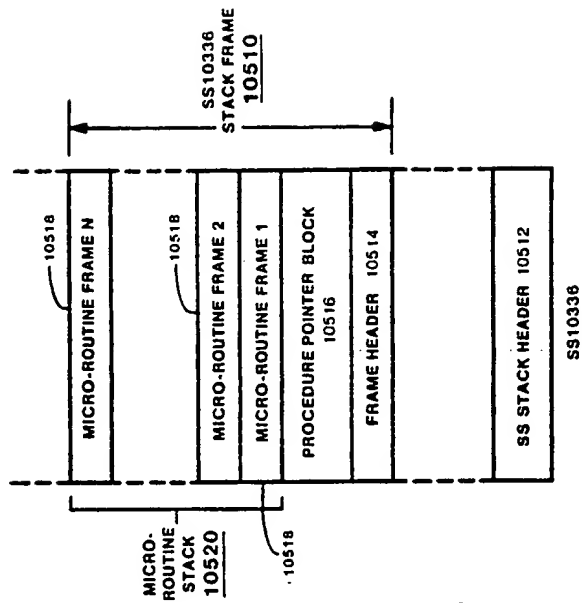 10518
MICRO-ROUTINE FRAME N
SS10336
STACK FRAME
10510
10518
MICRO-ROUTINE FRAME 2
MICRO-ROUTINE FRAME 1
MICRO-
ROUTINE
STACK
10520
10518
PROCEDURE POINTER BLOCK
10516
FRAME HEADER 10514
SS STACK HEADER 10512
SS10336